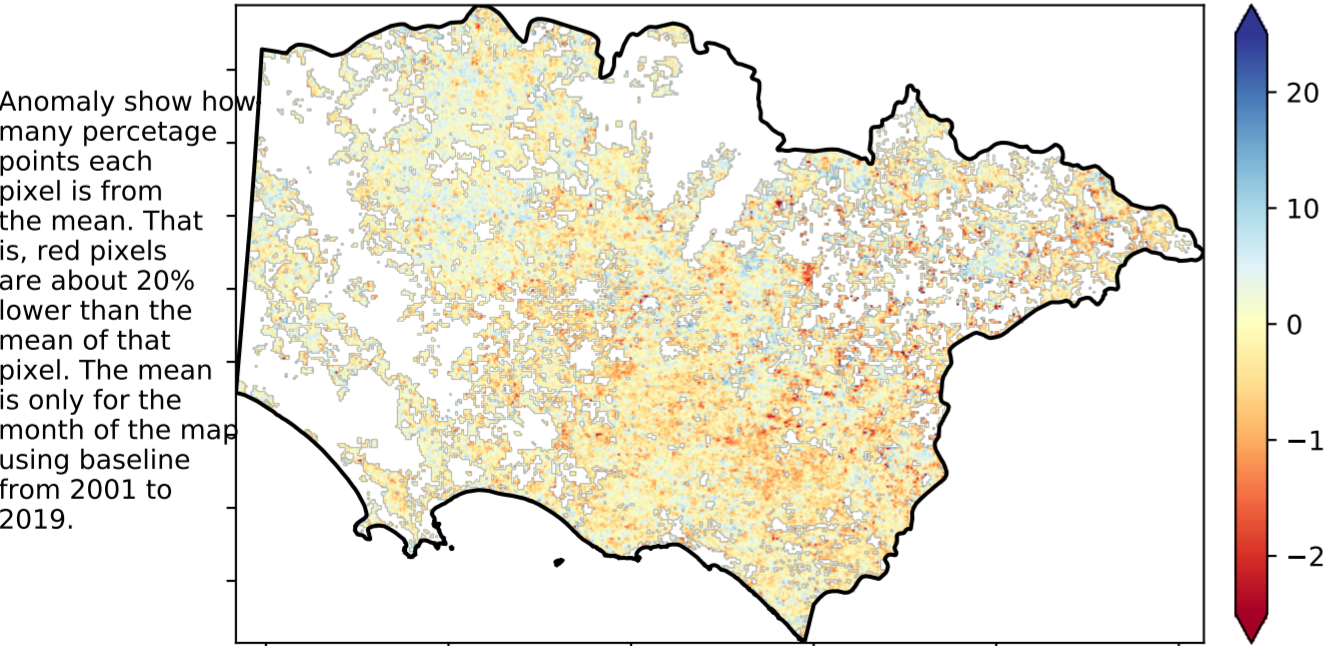 Anomaly show how
many percetage
points each
pixel is from
the mean. That
is, red pixels
are about 20%
lower than the
mean of that
pixel. The mean
is only for the
month of the map
using baseline
from 2001 to
2019.
20
10
0
−1
−2